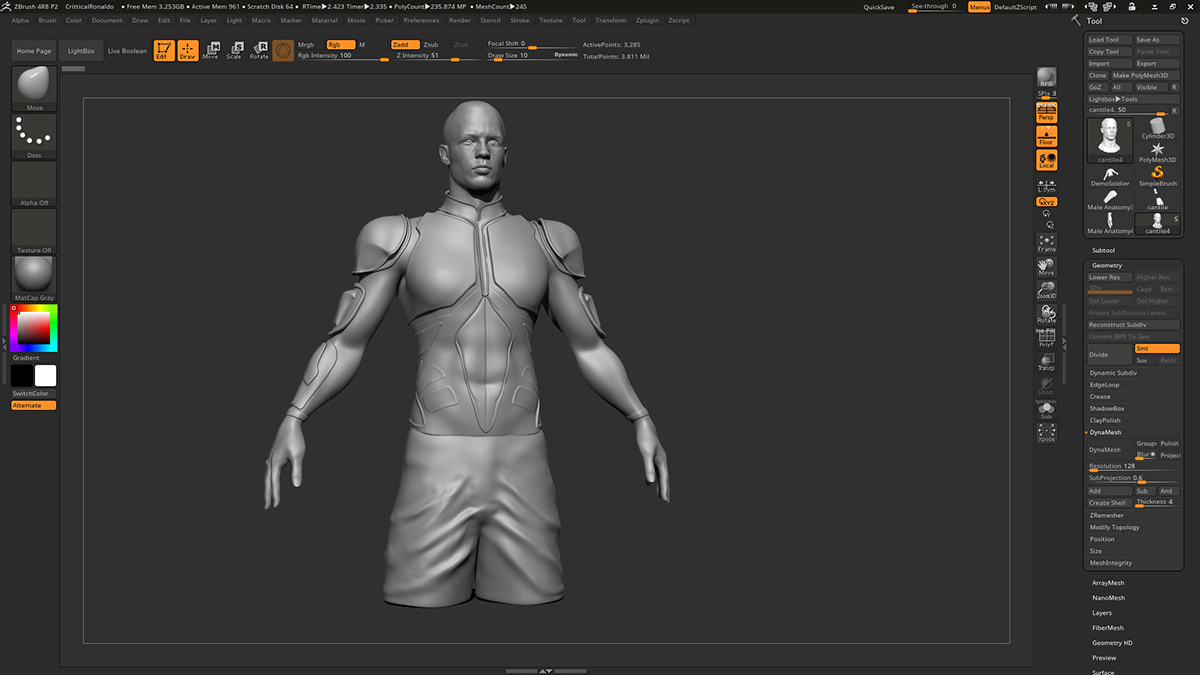 ZBrush 4R8 P2 CritticalRonaldo • Free Mem 3.253GB • Active Mem 961 • Scratch Disk 64 • RTime▶2.423 Timer▶2.335 • PolyCount▶235.874 MP • MeshCount▶245 QuickSave See-through 0 Menus DefaultZScript
Alpha Brush Color Document Draw Edit File Layer Light Macro Marker Material Movie Picker Preferences Render Stencil Stroke Texture Tool Transform Zplugin Zscript
Tool
Home Page LightBox Live Boolean Edit Draw Move Scale Rotate
Mrgb Rgb M Zadd Zsub Zcut Focal Shift 0 ActivePoints: 3,285
Rgb Intensity 100 Z Intensity 51 Draw Size 10 Dynamic TotalPoints: 3.811 Mil
Move
Dots
Alpha Off
Texture Off
MatCap Gray
Gradient
SwitchColor
Alternate
BPR
SPix 3
Persp
Floor
Local
L.Sym
XYZ
Frame
Move
Zoom3D
Rotate
PolyF
Transp
Ghost
Dynamic
Solo
Xpose
Load Tool Save As
Copy Tool Paste Tool
Import Export
Clone Make PolyMesh3D
GoZ All Visible R
Lightbox▶Tools
cantile4. 50 R
5
Cylinder3D
cantile4 PolyMesh3D
DemoSoldier SimpleBrush
Male Anatomy2 cantile
5
Male Anatomy4 cantile4
Subtool
Geometry
Lower Res Higher Res
SDiv Cage Rstr
Del Lower Del Higher
Freeze SubDivision Levels
Reconstruct Subdiv
Convert BPR To Geo
Divide Smt
Suv ReUV
Dynamic Subdiv
EdgeLoop
Crease
ShadowBox
ClayPolish
DynaMesh
DynaMesh Groups Polish
Blur Project
Resolution 128
SubProjection 0.6
Add Sub And
Create Shell Thickness 4
ZRemesher
Modify Topology
Position
Size
MeshIntegrity
ArrayMesh
NanoMesh
Layers
FiberMesh
Geometry HD
Preview
Surface